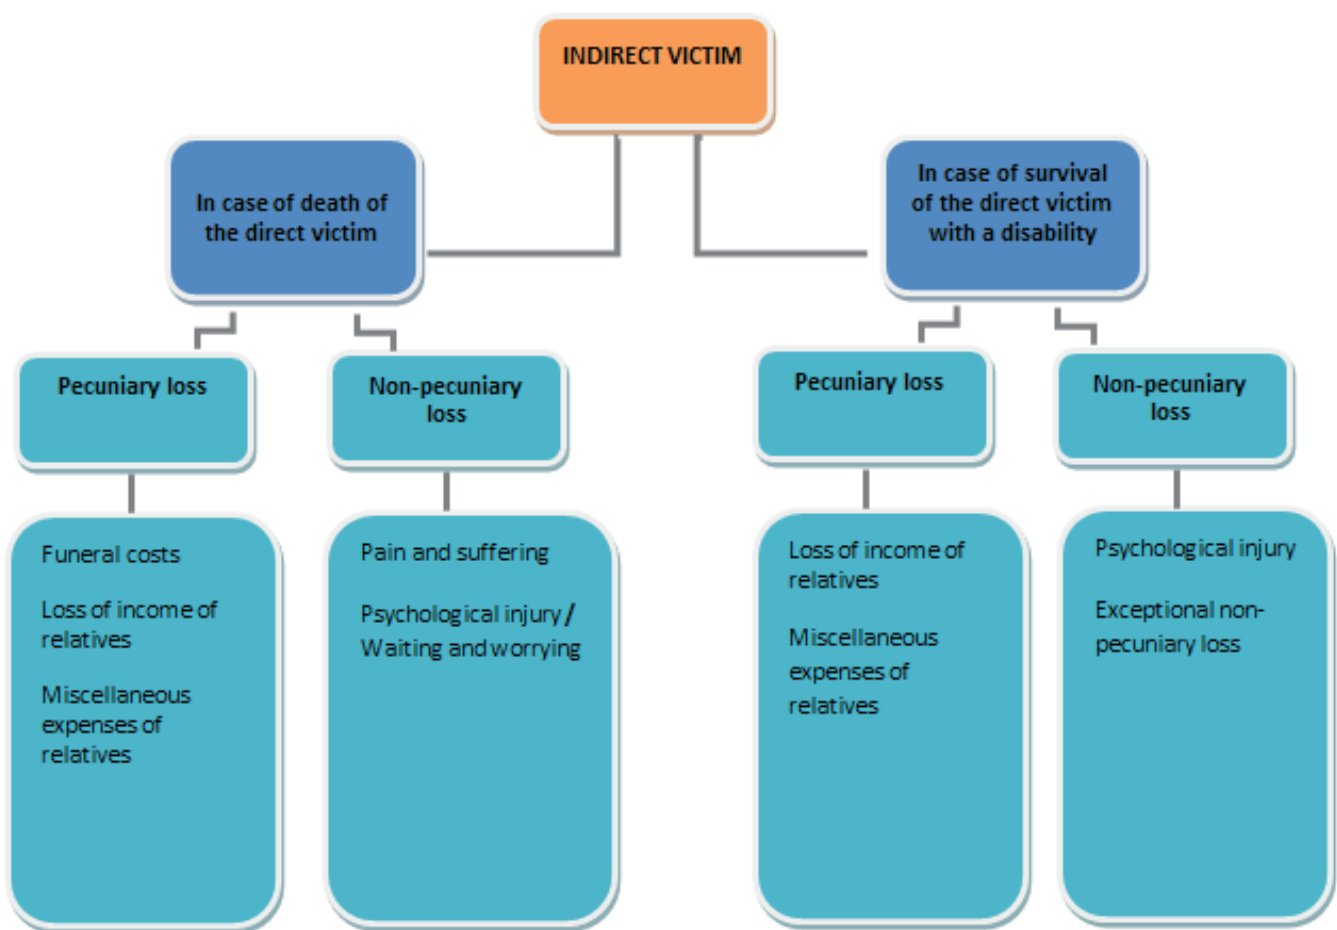 INDIRECT VICTIM
In case of death of
the direct victim
In case of survival
of the direct victim
with a disability
Pecuniary loss
Non-pecuniary
loss
Pecuniary loss
Non-pecuniary
loss
Funeral costs
Loss of income of
relatives
Miscellaneous
expenses of
relatives
Pain and suffering
Psychological injury /
Waiting and worrying
Loss of income of
relatives
Miscellaneous
expenses of
relatives
Psychological injury
Exceptional non-
pecuniary loss